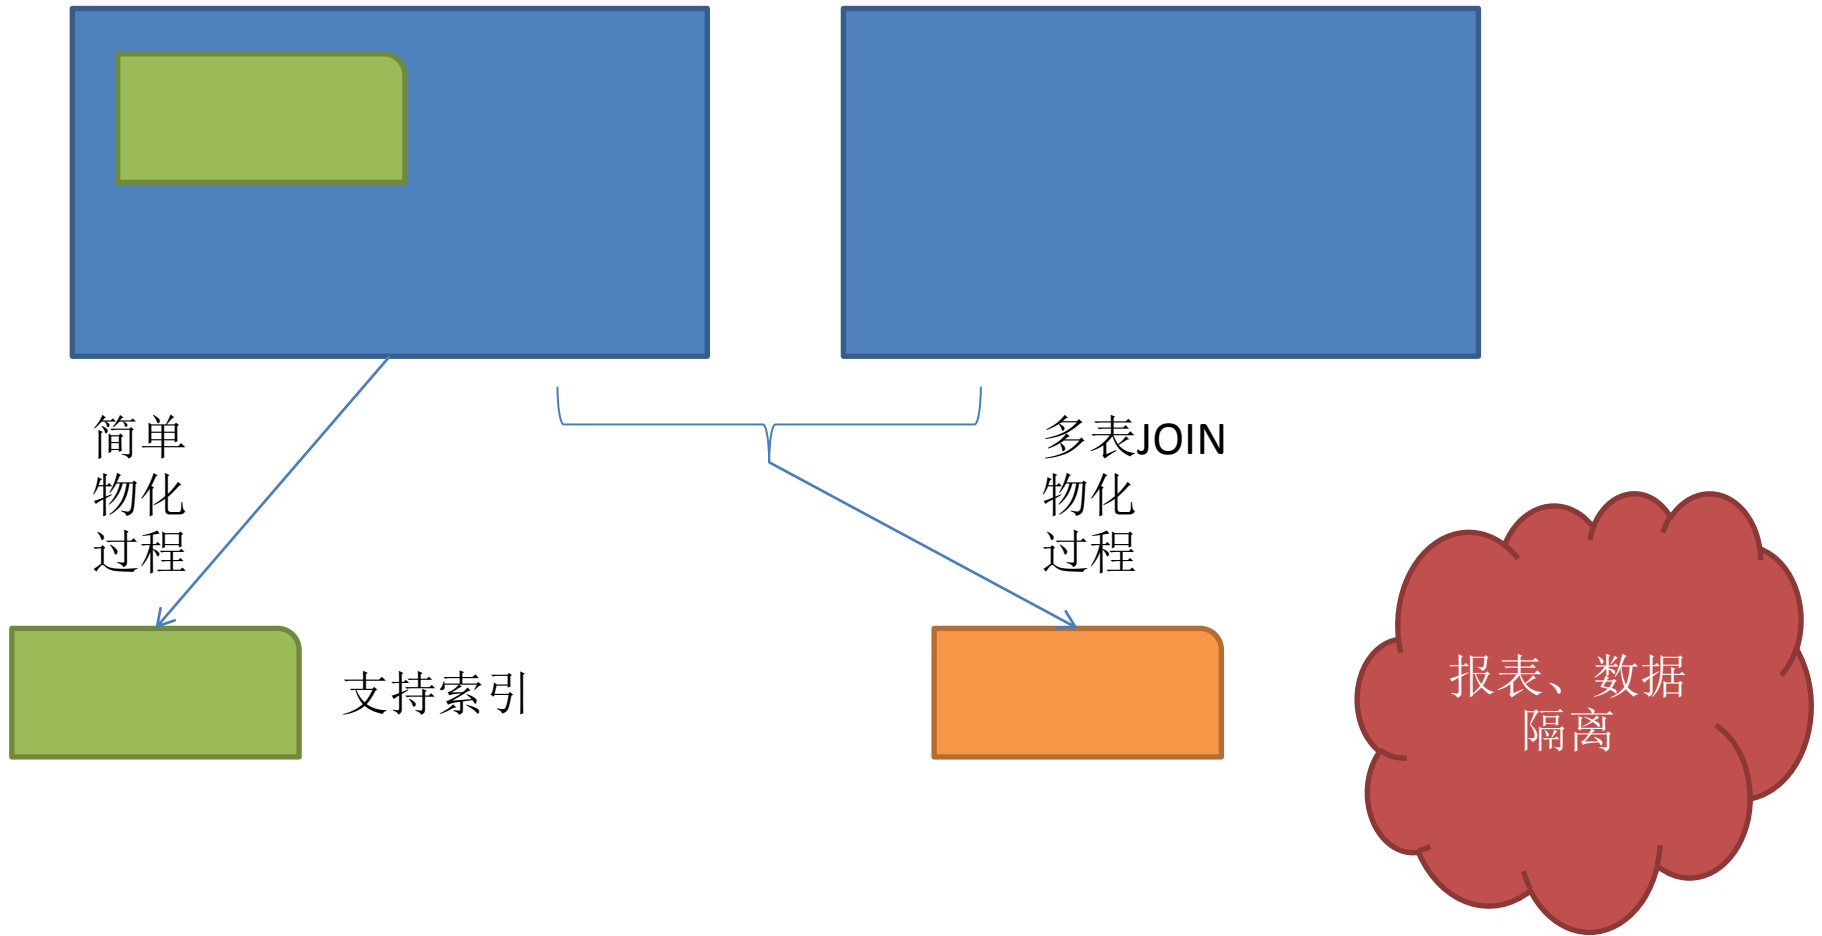 简单
物化
过程
多表JOIN
物化
过程
支持索引
报表、数据
隔离